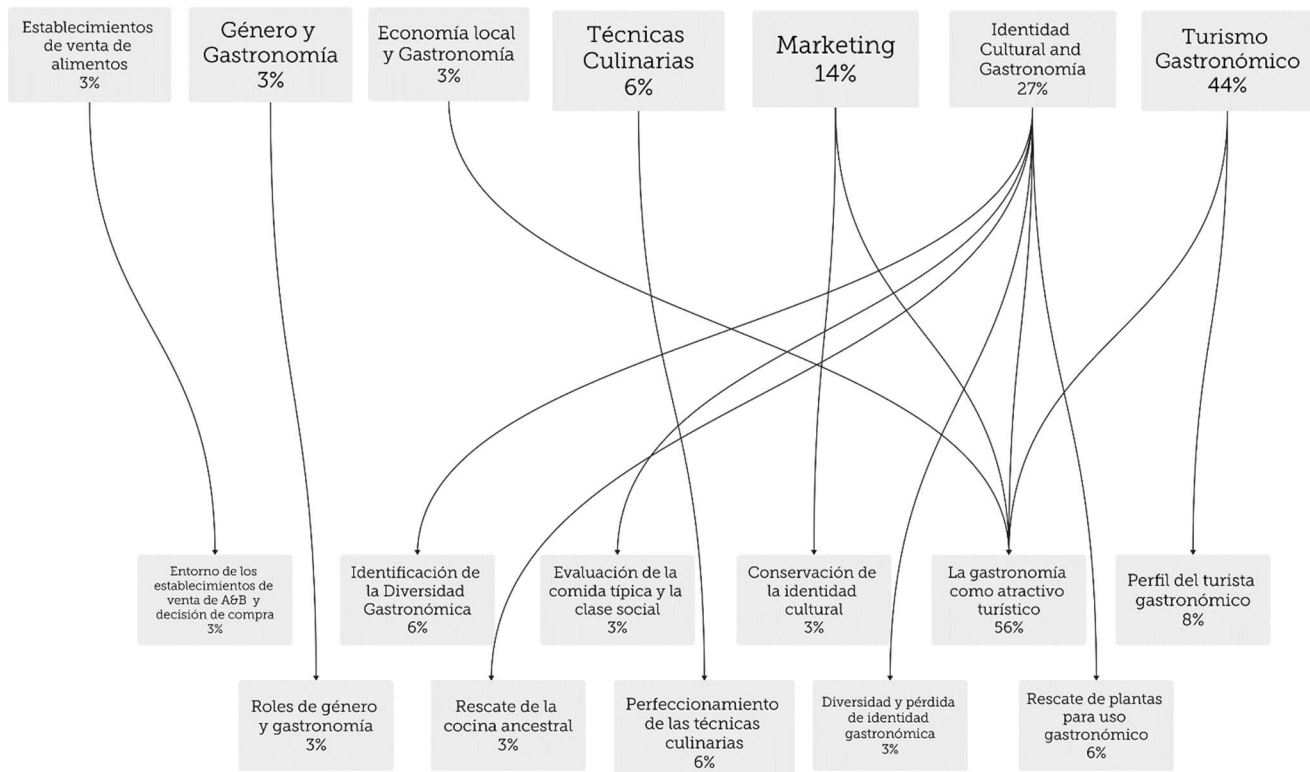 Establecimientos
de venta de
alimentos
3%
Género y
Gastronomía
3%
Economía local
y Gastronomía
3%
Técnicas
Culinarias
6%
Marketing
14%
Identidad
Cultural and
Gastronomía
27%
Turismo
Gastronómico
44%
Entorno de los
establecimientos de
venta de A&B y
decisión de compra
3%
Identificación de
la Diversidad
Gastronómica
6%
Evaluación de la
comida típica y la
clase social
3%
Conservación de
la identidad
cultural
3%
La gastronomía
como atractivo
turístico
56%
Perfil del turista
gastronómico
8%
Roles de género
y gastronomía
3%
Rescate de la
cocina ancestral
3%
Perfeccionamiento
de las técnicas
culinarias
6%
Diversidad y pérdida
de identidad
gastronómica
3%
Rescate de plantas
para uso
gastronómico
6%